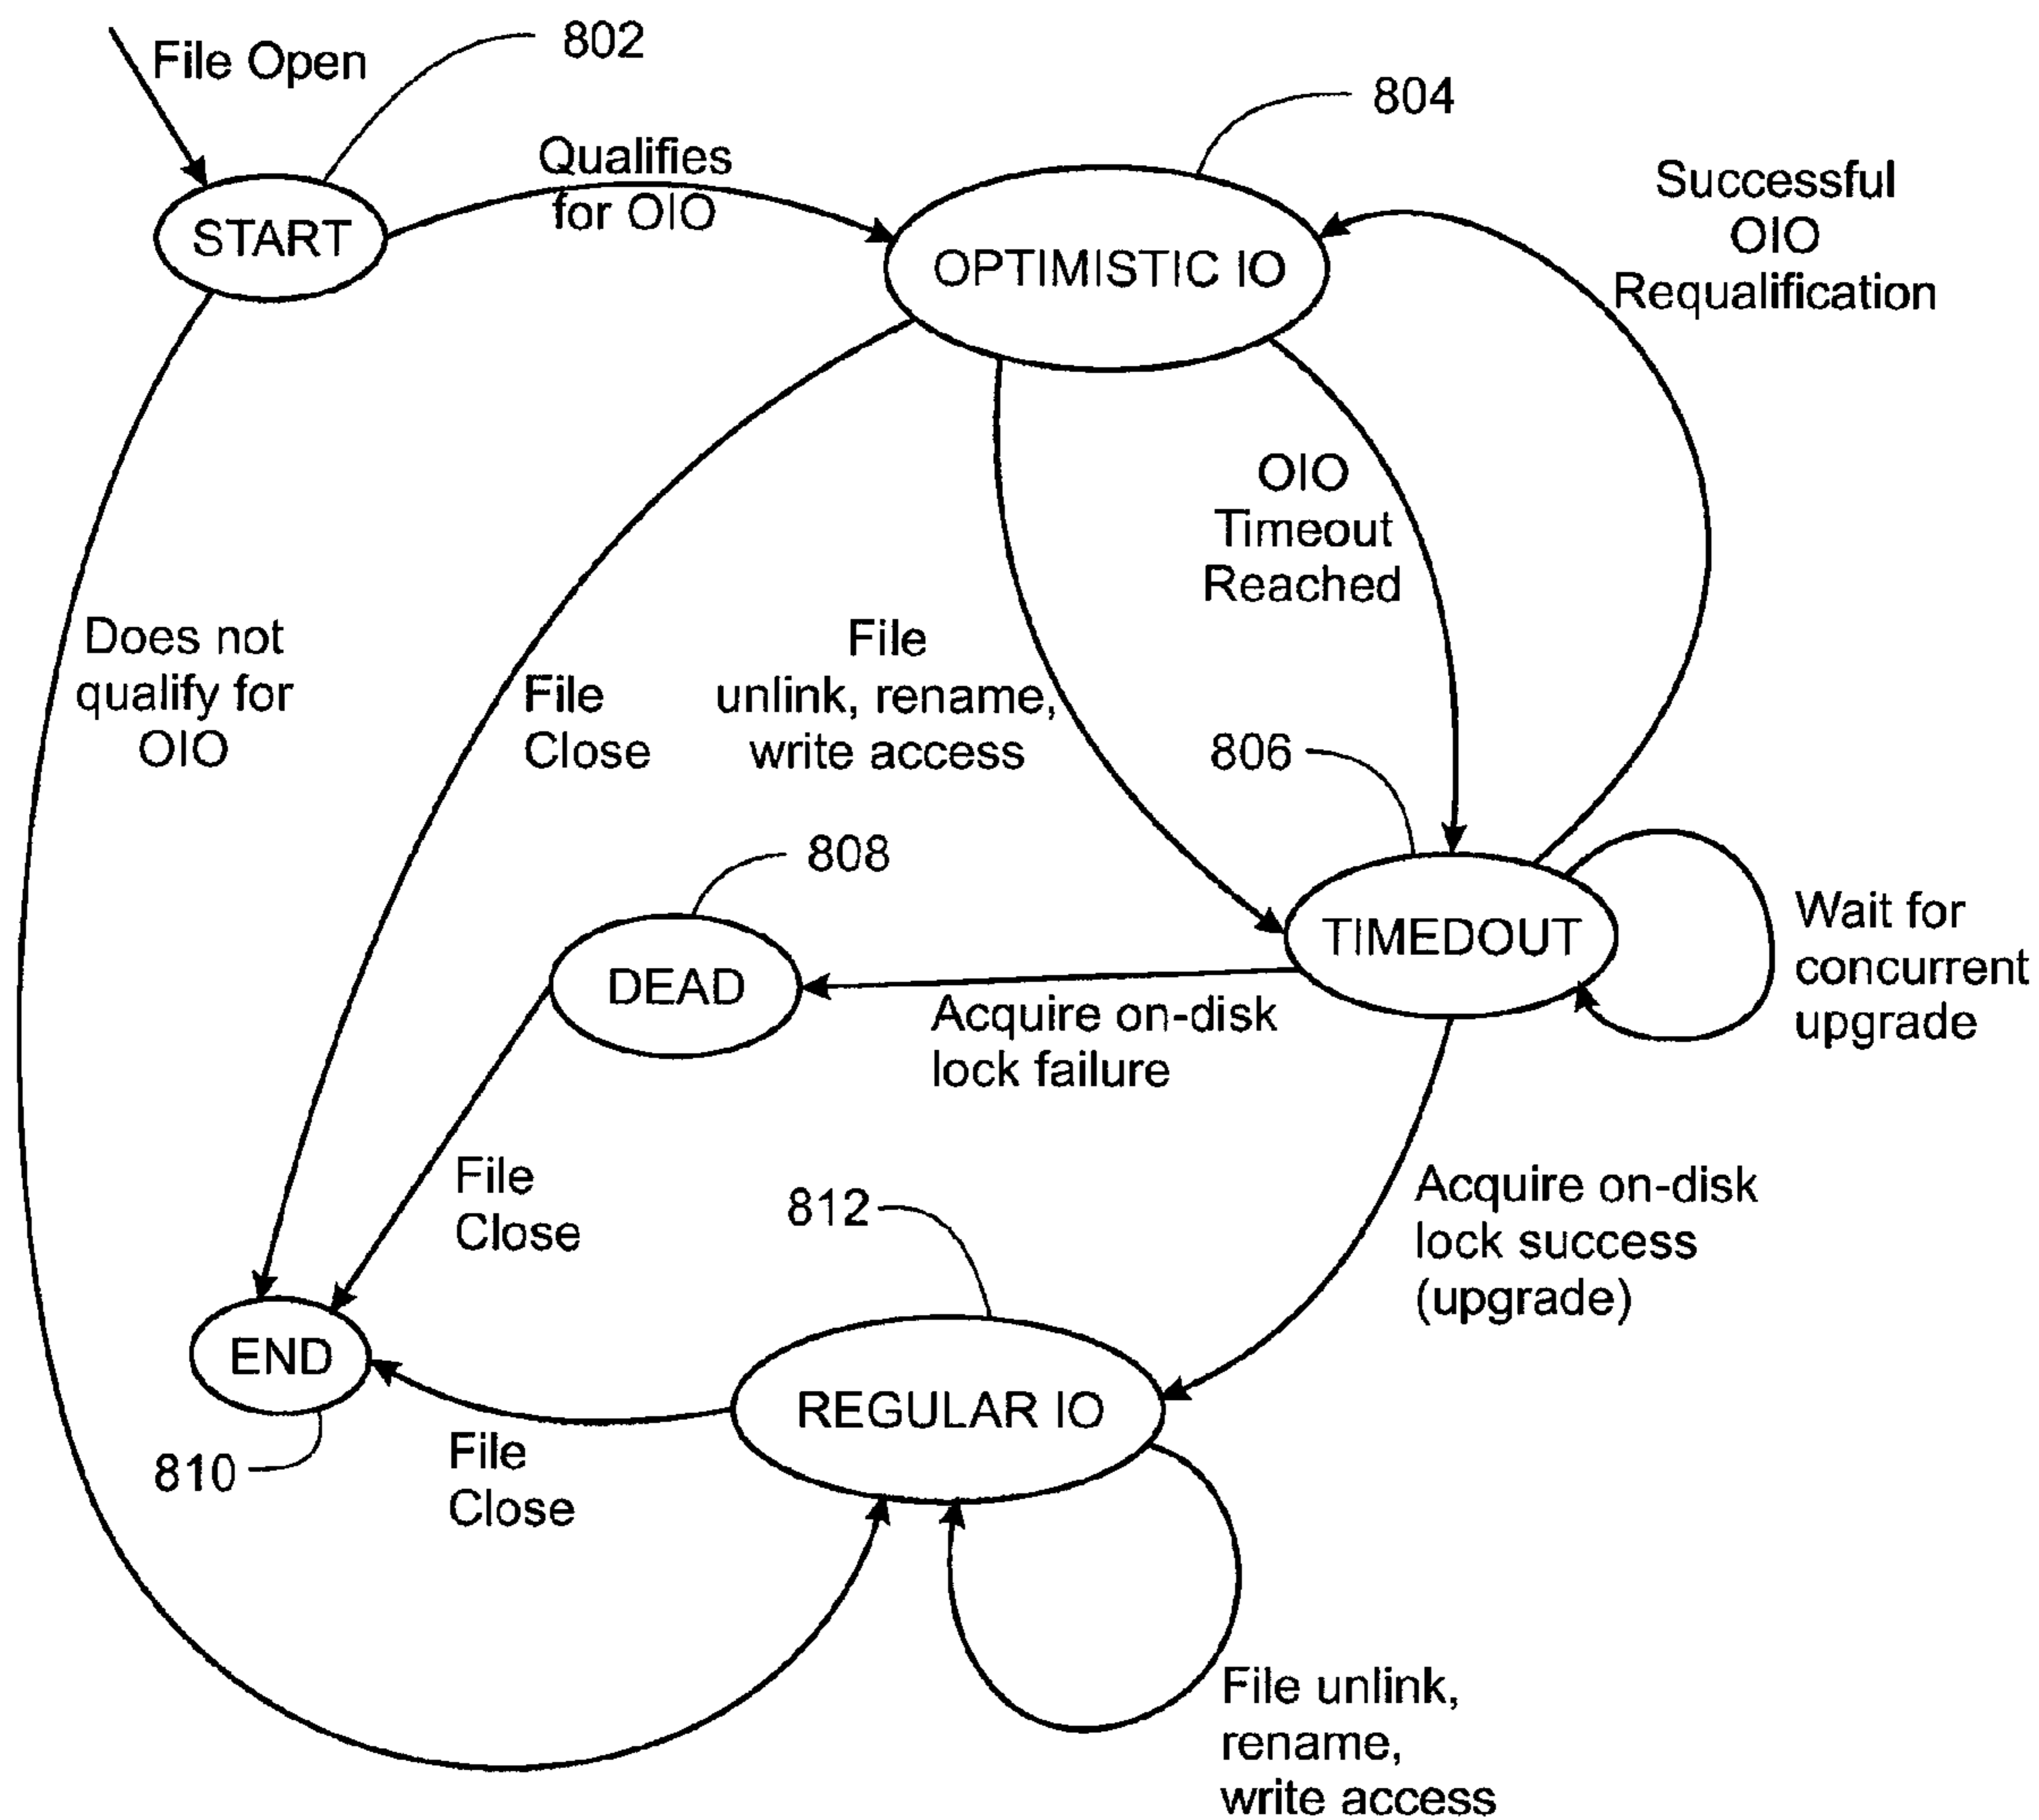 File Open
802
804
Qualifies
for OIO
Successful
OIO
Requalification
START
OPTIMISTIC IO
OIO
Timeout
Reached
Does not
qualify for
OIO
File
Close
File
unlink, rename,
write access
806
808
Wait for
concurrent
upgrade
TIMEDOUT
DEAD
Acquire on-disk
lock failure
File
Close
812
Acquire on-disk
lock success
(upgrade)
END
REGULAR IO
810
File
Close
File unlink,
rename,
write access